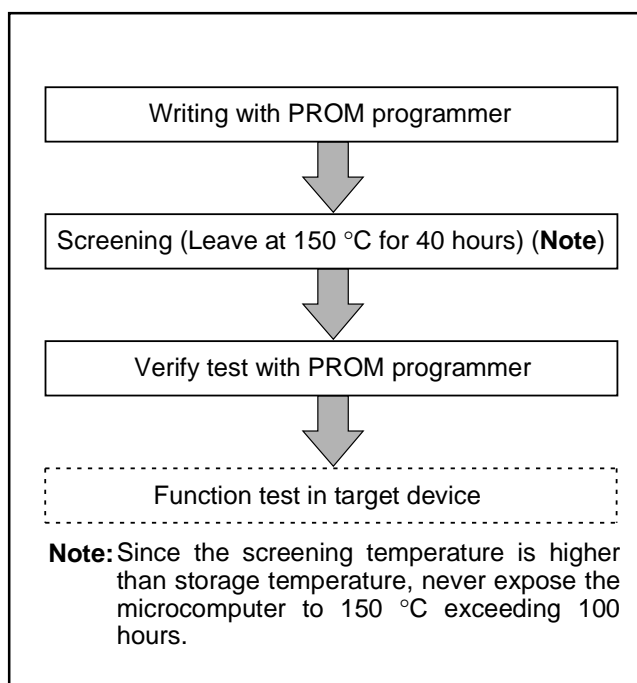 Writing with PROM programmer
Screening (Leave at 150 °C for 40 hours) (Note)
Verify test with PROM programmer
Function test in target device
Note: Since the screening temperature is higher
than storage temperature, never expose the
microcomputer to 150 °C exceeding 100
hours.